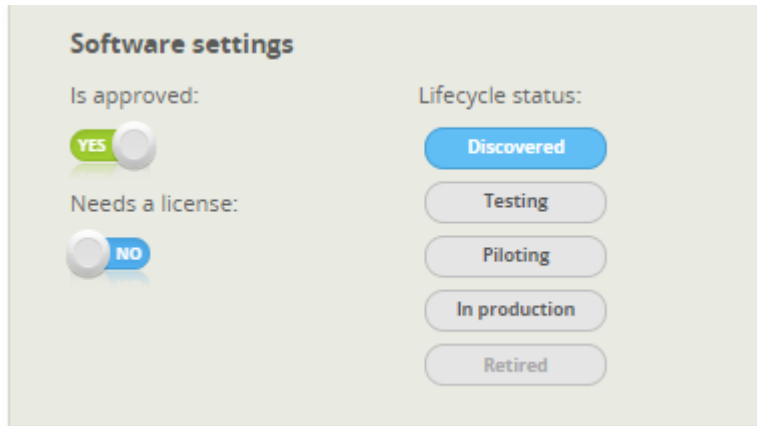 Software settings
Is approved:
YES
Needs a license:
NO
Lifecycle status:
Discovered
Testing
Piloting
In production
Retired